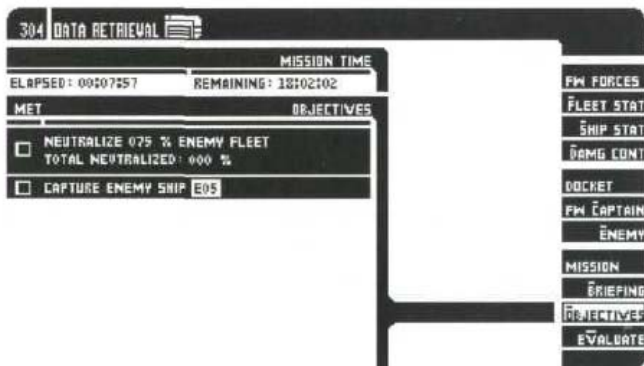 304 DATA RETRIEVAL
MISSION TIME
ELAPSED: 00:07:57 REMAINING: 18:02:02
MET OBJECTIVES
NEUTRALIZE 075 % ENEMY FLEET
TOTAL NEUTRALIZED: 000 %
CAPTURE ENEMY SHIP E05
FW FORCES
FLEET STAT
SHIP STAT
DAMG CONT
DOCKET
FW CAPTAIN
ENEMY
MISSION
BRIEFING
OBJECTIVES
EVALUATE